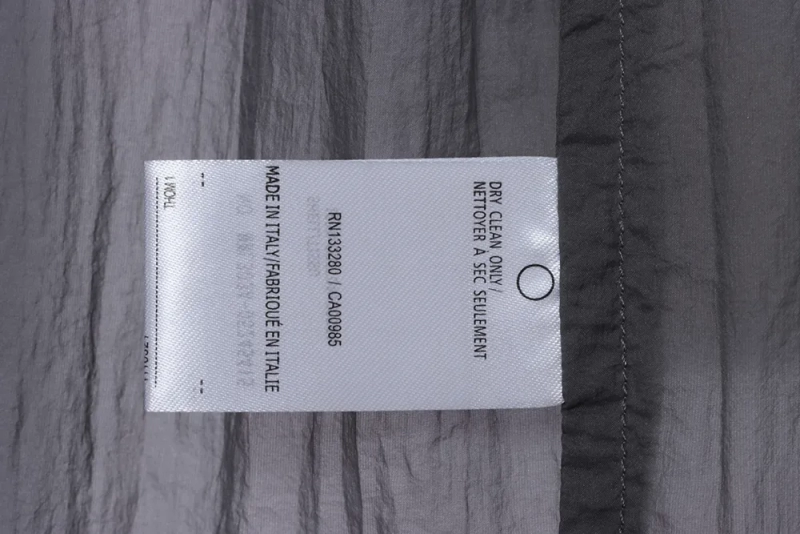 DRY CLEAN ONLY/
NETTOYER À SEC SEULEMENT
RN133280 / CA00985
MADE IN ITALY/FABRIQUÉ EN ITALIE
--
--